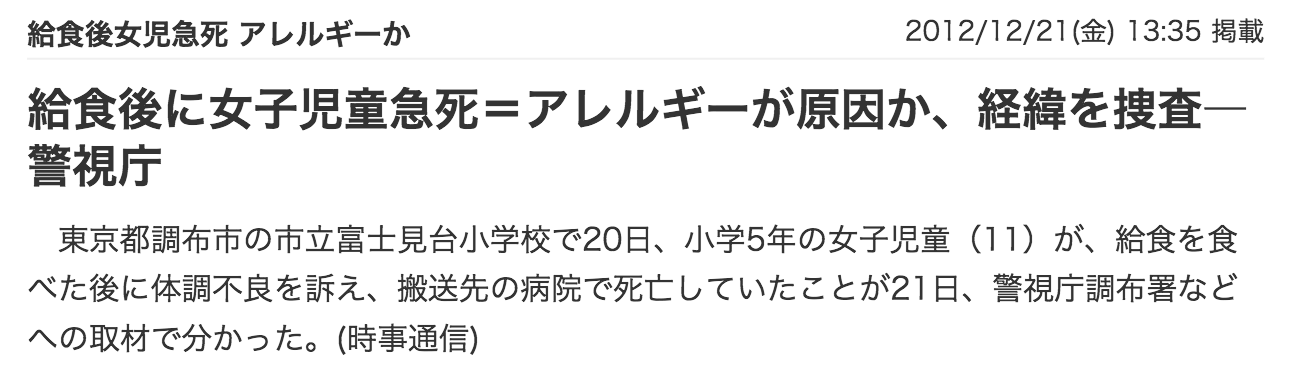 給食後女児急死 アレルギーか
2012/12/21(金) 13:35 掲載
給食後に女子児童急死＝アレルギーが原因か、経緯を捜査―
警視庁
　東京都調布市の市立富士見台小学校で20日、小学5年の女子児童（11）が、給食を食
べた後に体調不良を訴え、搬送先の病院で死亡していたことが21日、警視庁調布署など
への取材で分かった。(時事通信)